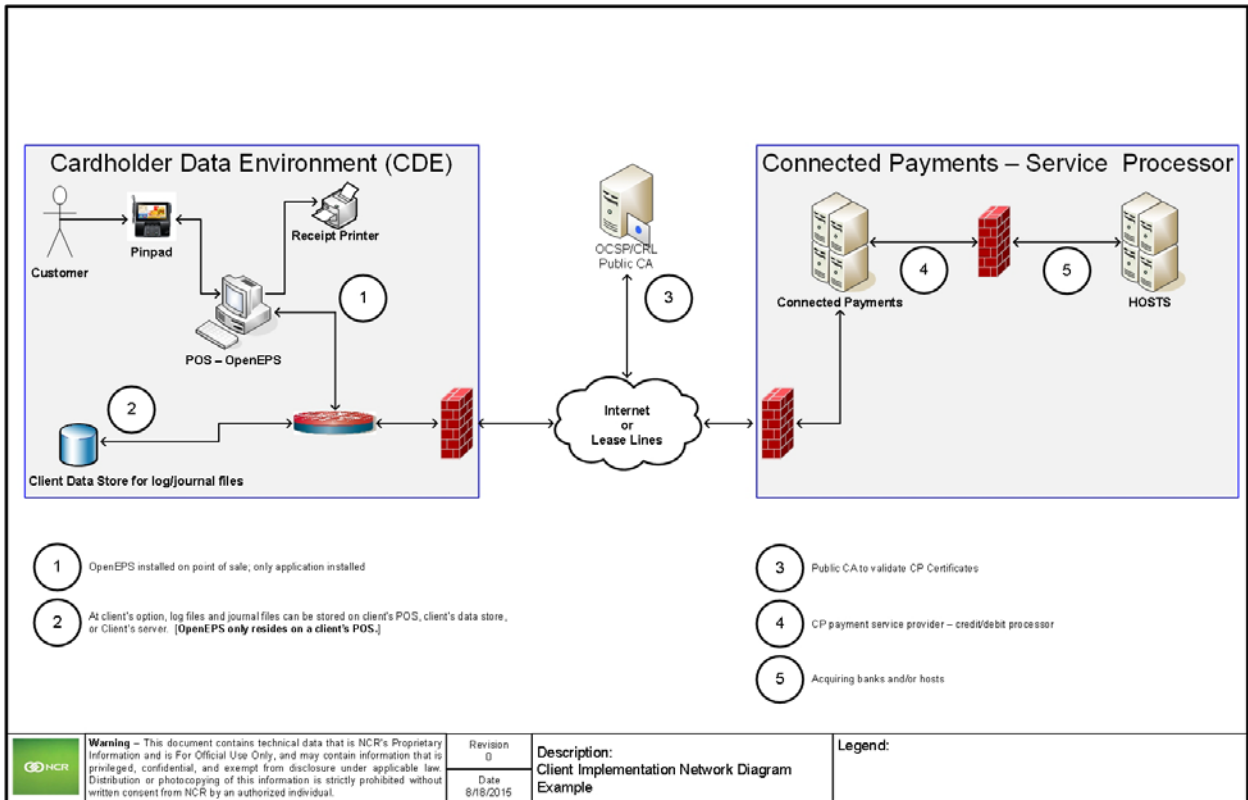 Cardholder Data Environment (CDE)
Customer
Pinpad
Receipt Printer
1
POS – OpenEPS
2
Client Data Store for log/journal files
OCSP/CRL
Public CA
3
Internet
or
Lease Lines
Connected Payments – Service Processor
Connected Payments
4
5
HOSTS
1
OpenEPS installed on point of sale; only application installed
2
At client's option, log files and journal files can be stored on client's POS, client's data store,
or Client's server. [OpenEPS only resides on a client's POS.]
3
Public CA to validate CP Certificates
4
CP payment service provider – credit/debit processor
5
Acquiring banks and/or hosts
NCR
Warning – This document contains technical data that is NCR's Proprietary
Information and is For Official Use Only, and may contain information that is
privileged, confidential, and exempt from disclosure under applicable law.
Distribution or photocopying of this information is strictly prohibited without
written consent from NCR by an authorized individual.
Revision
0
Date
8/18/2015
Description:
Client Implementation Network Diagram
Example
Legend: